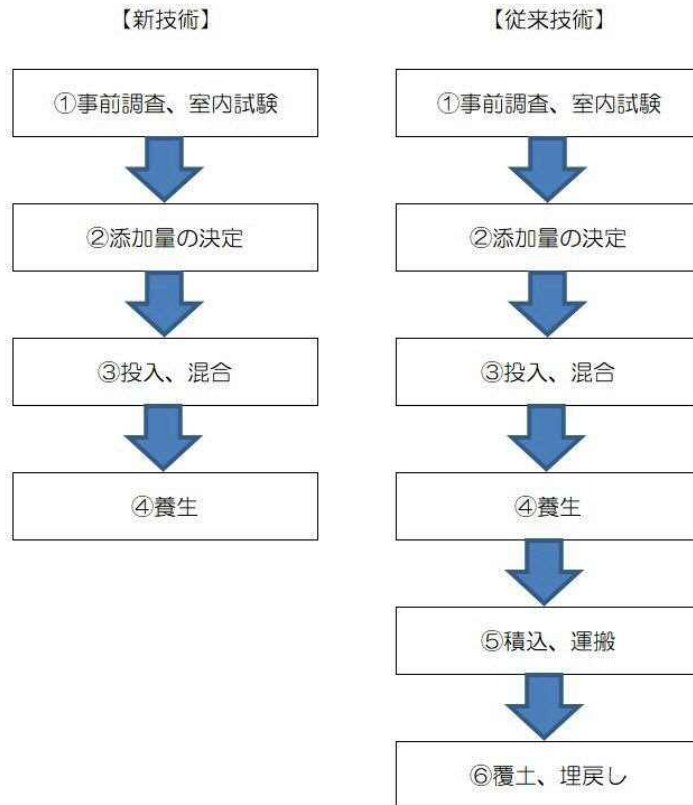 【新技術】
①事前調査、室内試験
②添加量の決定
③投入、混合
④養生
【従来技術】
①事前調査、室内試験
②添加量の決定
③投入、混合
④養生
⑤積込、運搬
⑥覆土、埋戻し